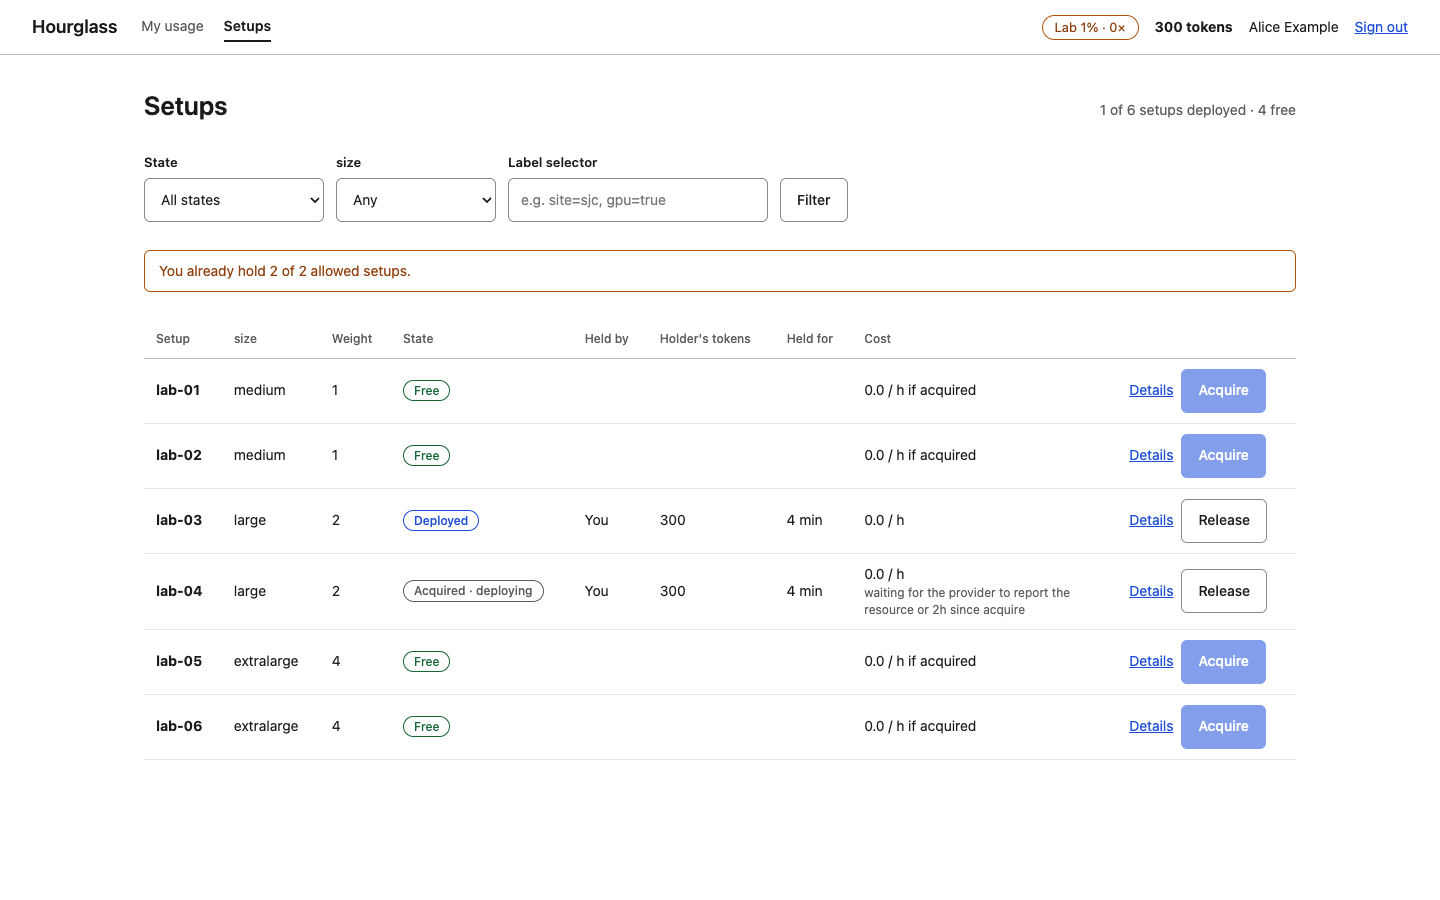 Hourglass My usage Setups Lab 1% · 0× 300 tokens Alice Example Sign out
Setups 1 of 6 setups deployed · 4 free
State size Label selector
All states Any e.g. site=sjc, gpu=true Filter
You already hold 2 of 2 allowed setups.
Setup size Weight State Held by Holder's tokens Held for Cost
lab-01 medium 1 Free 0.0 / h if acquired Details Acquire
lab-02 medium 1 Free 0.0 / h if acquired Details Acquire
lab-03 large 2 Deployed You 300 4 min 0.0 / h Details Release
lab-04 large 2 Acquired · deploying You 300 4 min 0.0 / h Details Release
waiting for the provider to report the
resource or 2h since acquire
lab-05 extralarge 4 Free 0.0 / h if acquired Details Acquire
lab-06 extralarge 4 Free 0.0 / h if acquired Details Acquire